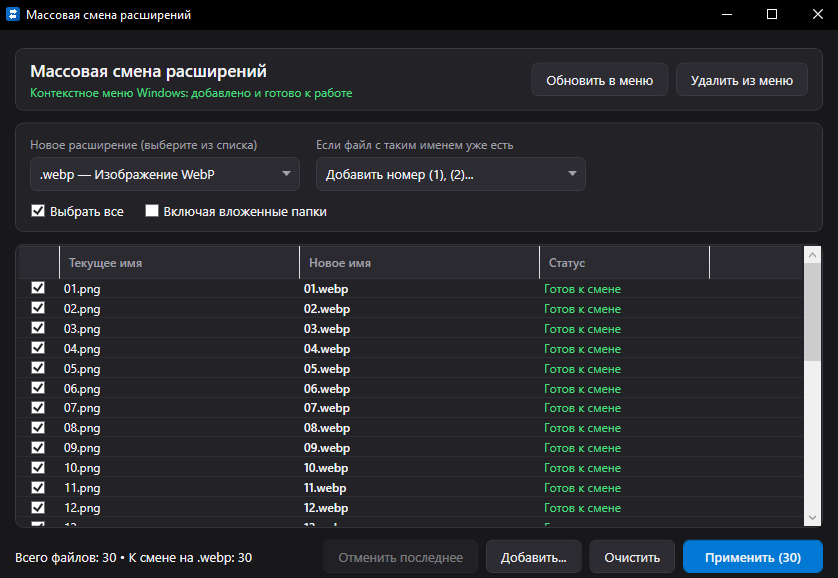 Массовая смена расширений
Массовая смена расширений
Контекстное меню Windows: добавлено и готово к работе
Обновить в меню
Удалить из меню
Новое расширение (выберите из списка)
Если файл с таким именем уже есть
.webp — Изображение WebP
Добавить номер (1), (2)...
Выбрать все
Включая вложенные папки
Текущее имя Новое имя Статус
01.png 01.webp Готов к смене
02.png 02.webp Готов к смене
03.png 03.webp Готов к смене
04.png 04.webp Готов к смене
05.png 05.webp Готов к смене
06.png 06.webp Готов к смене
07.png 07.webp Готов к смене
08.png 08.webp Готов к смене
09.png 09.webp Готов к смене
10.png 10.webp Готов к смене
11.png 11.webp Готов к смене
12.png 12.webp Готов к смене
Всего файлов: 30 • К смене на .webp: 30
Отменить последнее
Добавить...
Очистить
Применить (30)